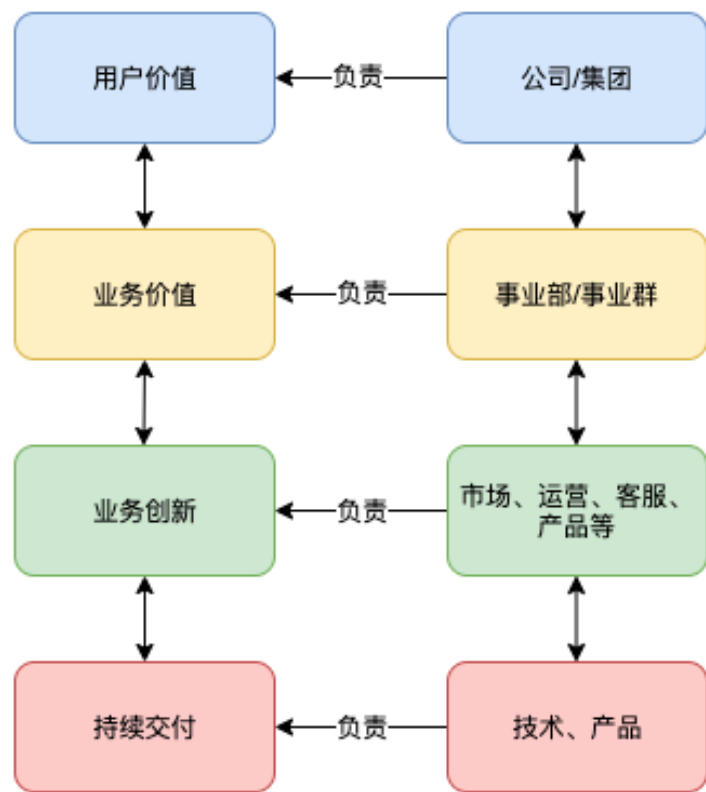 用户价值
负责
公司/集团
业务价值
负责
事业部/事业群
业务创新
负责
市场、运营、客服、
产品等
持续交付
负责
技术、产品